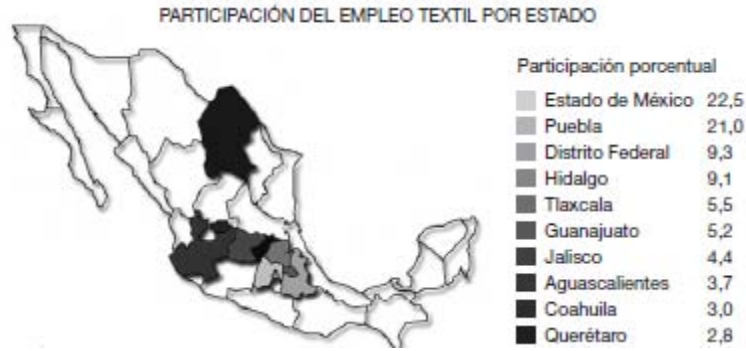 PARTICIPACIÓN DEL EMPLEO TEXTIL POR ESTADO
Participación porcentual
Estado de México 22,5
Puebla 21,0
Distrito Federal 9,3
Hidalgo 9,1
Tlaxcala 5,5
Guanajuato 5,2
Jalisco 4,4
Aguascalientes 3,7
Coahuila 3,0
Querétaro 2,8